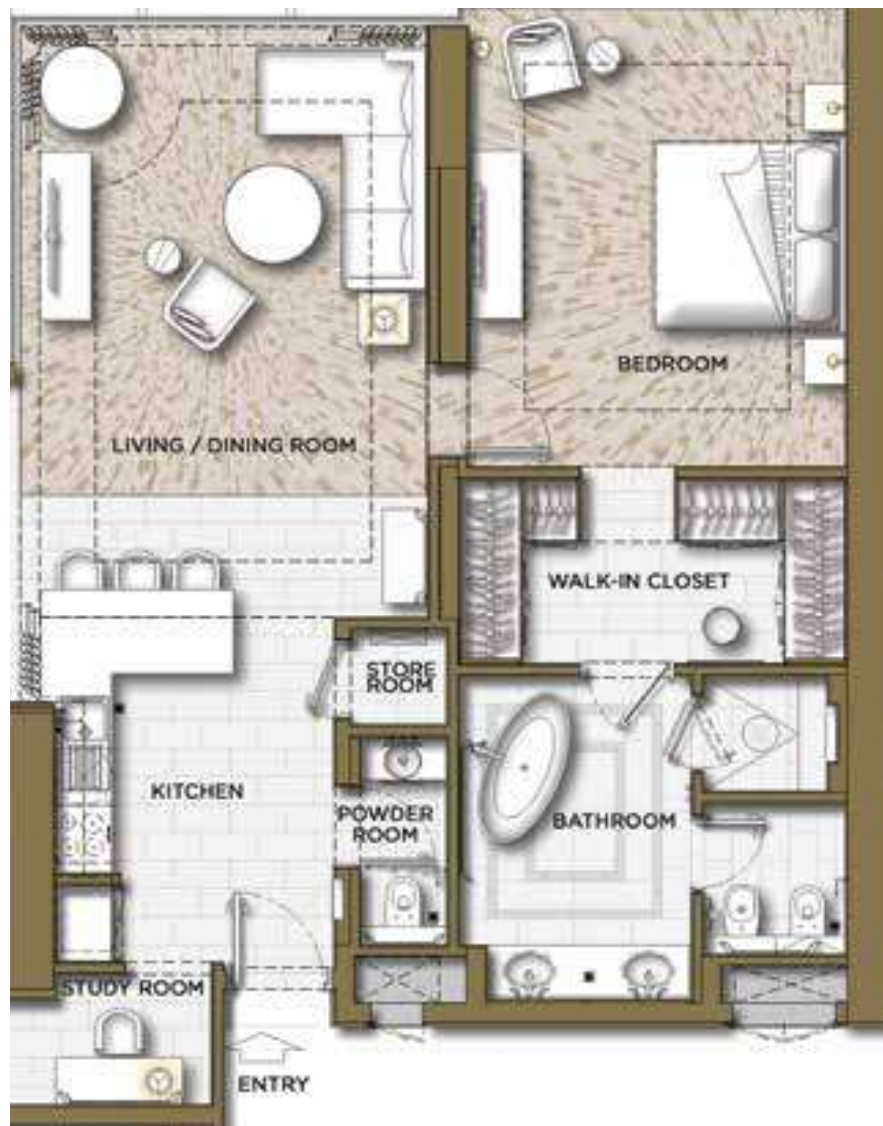 BEDROOM
LIVING / DINING ROOM
WALK-IN CLOSET
STORE
ROOM
KITCHEN
POWDER
ROOM
BATHROOM
STUDY ROOM
ENTRY